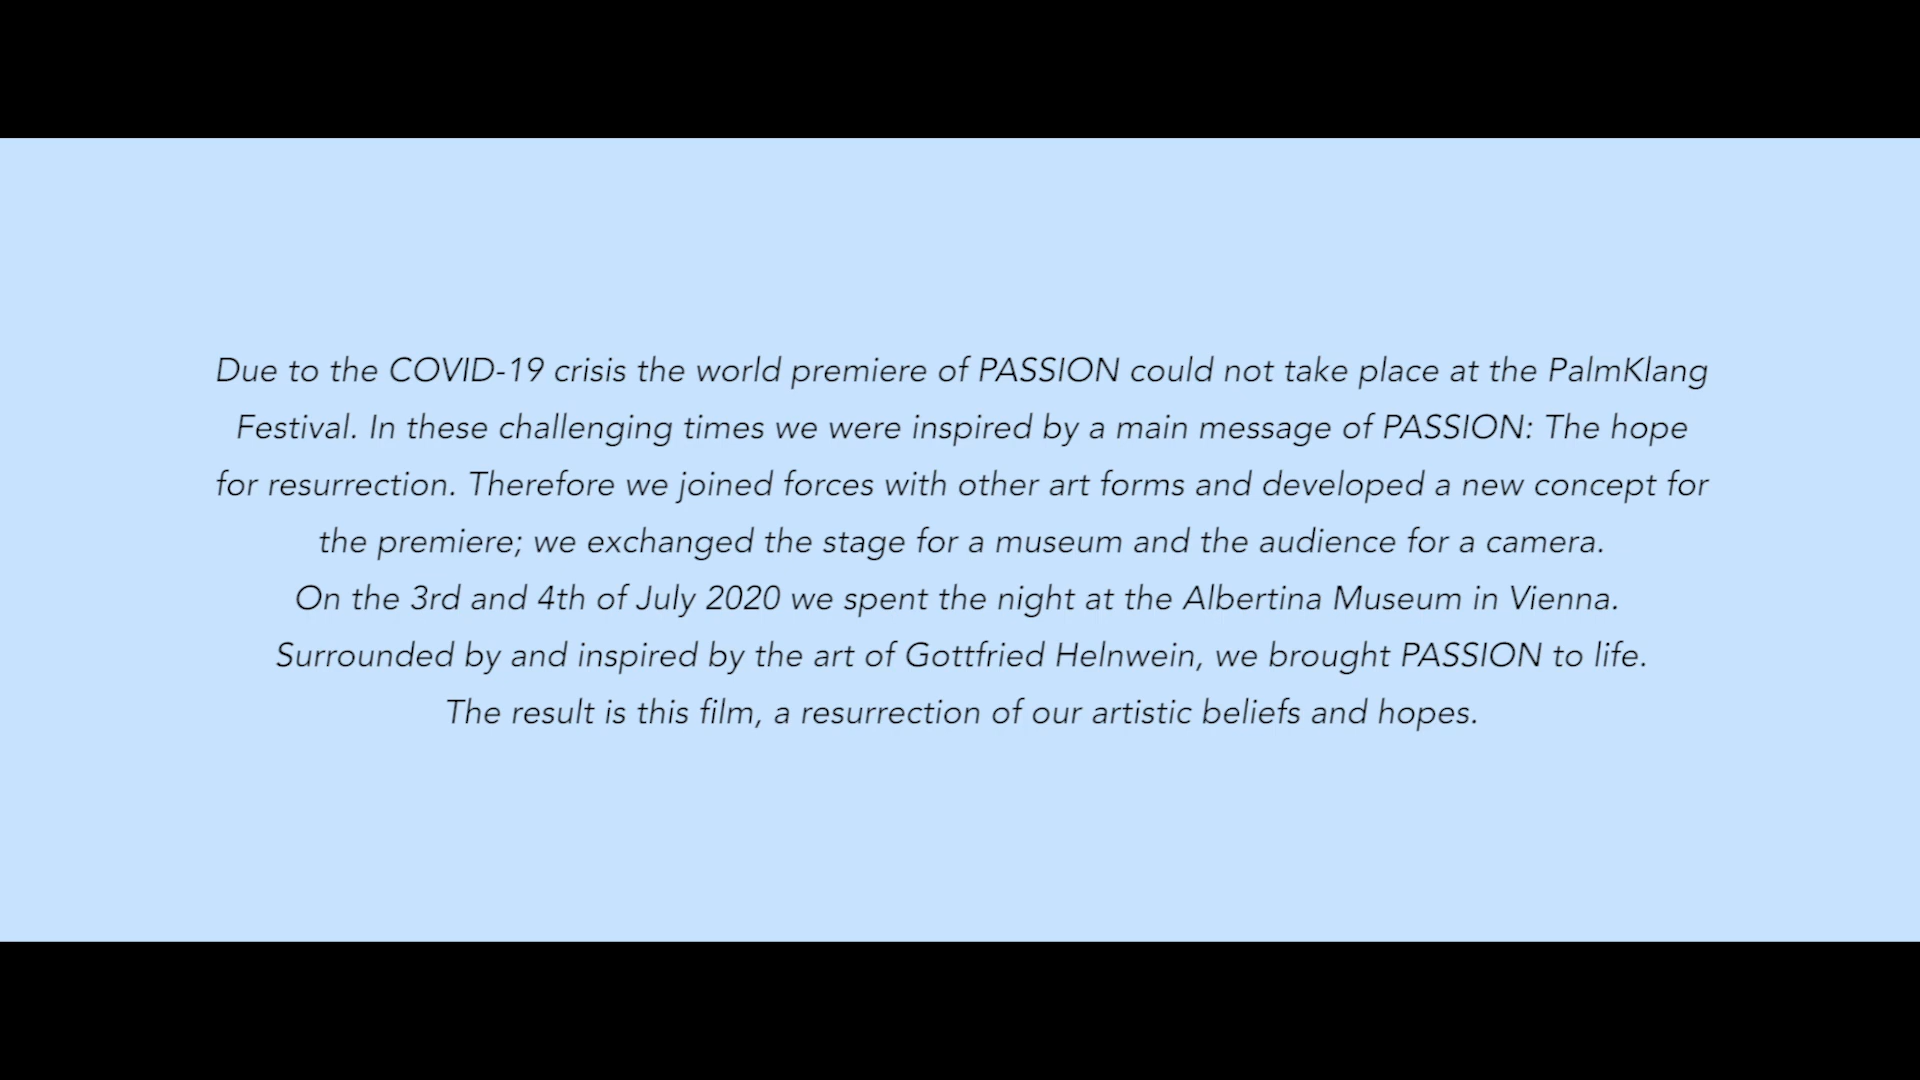 Due to the COVID-19 crisis the world premiere of PASSION could not take place at the PalmKlang
Festival. In these challenging times we were inspired by a main message of PASSION: The hope
for resurrection. Therefore we joined forces with other art forms and developed a new concept for
the premiere; we exchanged the stage for a museum and the audience for a camera.
On the 3rd and 4th of July 2020 we spent the night at the Albertina Museum in Vienna.
Surrounded by and inspired by the art of Gottfried Helnwein, we brought PASSION to life.
The result is this film, a resurrection of our artistic beliefs and hopes.